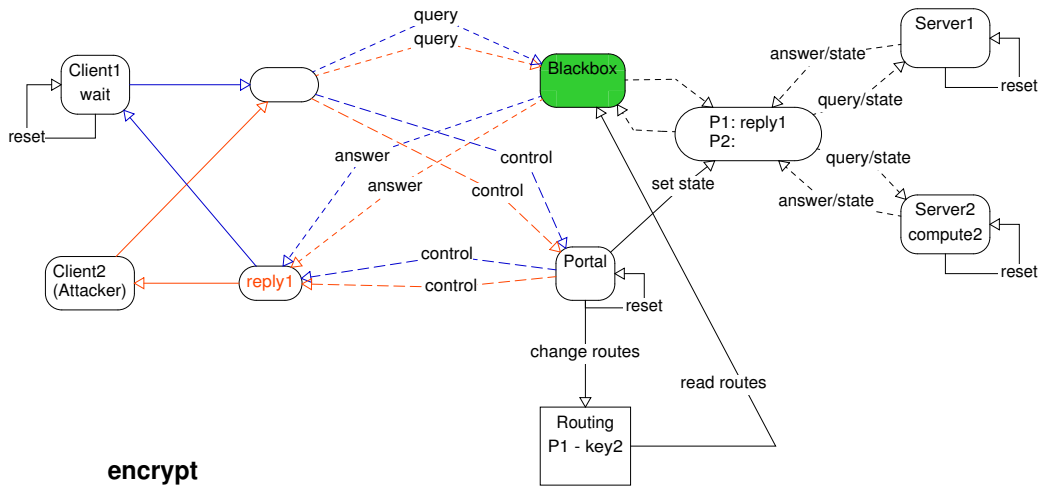 query
query
Server1
Client1
wait
Blackbox
answer/state
reset
query/state
reset
P1: reply1
P2:
answer
control
query/state
answer
control
set state
answer/state
Server2
compute2
control
Portal
Client2
(Attacker)
reply1
control
reset
reset
change routes
read routes
Routing
P1 - key2
encrypt